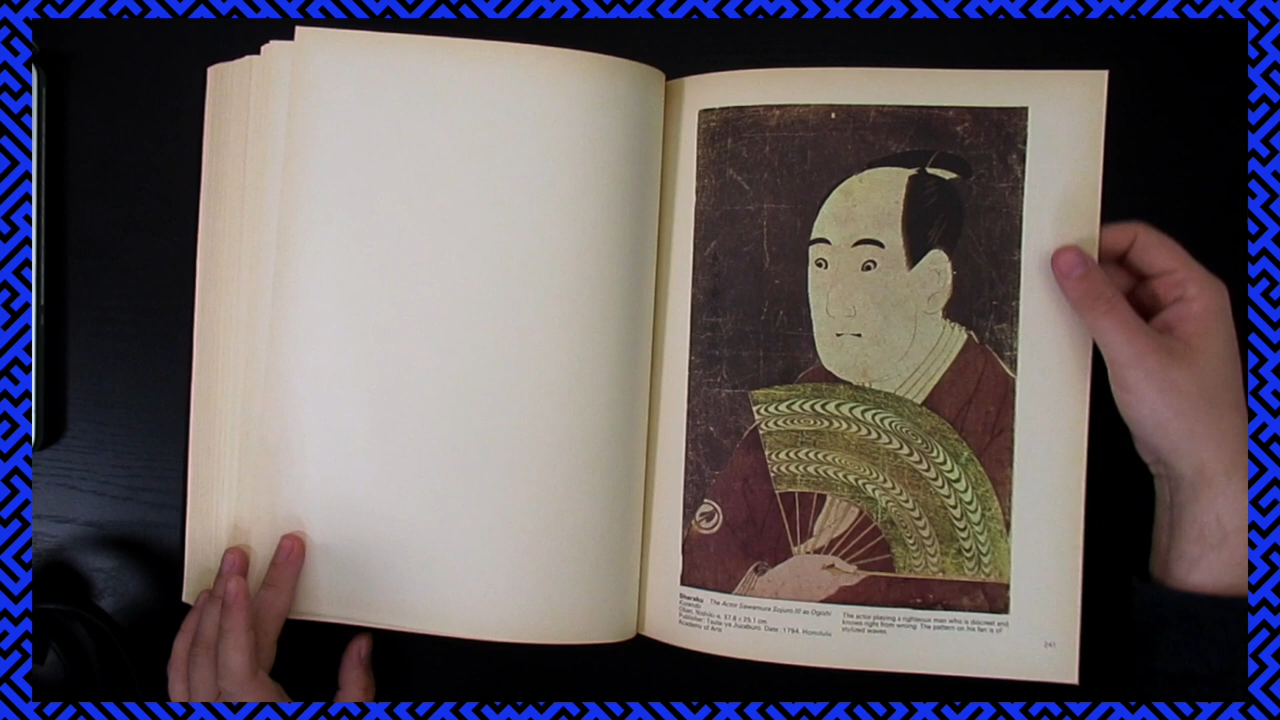 Sharaku The Actor Sawamura Sojuro III as Ogishi
Kurando
Oban, Nishiki-e, 37.8 x 25.1 cm
Publisher: Tsuta-ya Juzaburo. Date: 1794. Honolulu
Academy of Arts
The actor playing a righteous man who is discreet and
knows right from wrong. The pattern on his fan is of
stylized waves.
241